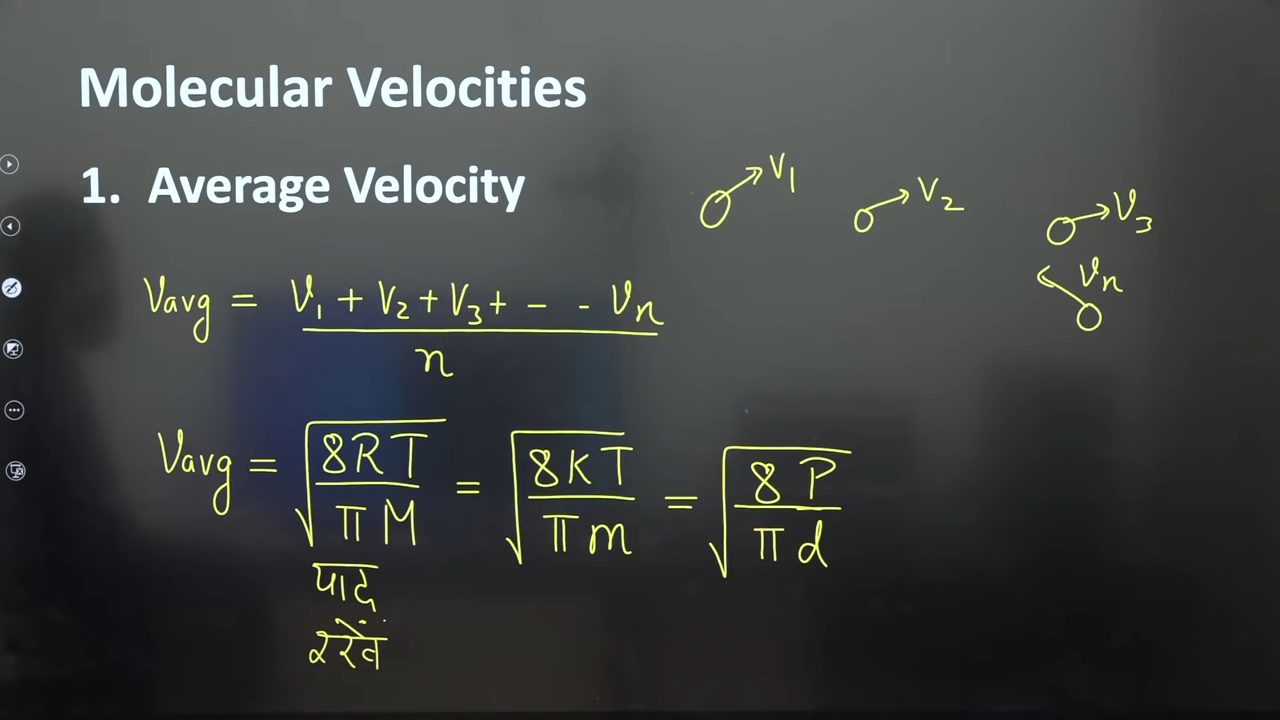 Molecular Velocities
1. Average Velocity
V₁
V₂
V₃
Vₙ
Vavg = V₁ + V₂ + V₃ + - - Vₙ / n
Vavg = √(8RT / πM) = √(8KT / πm) = √(8P / πd)
याद
रखें